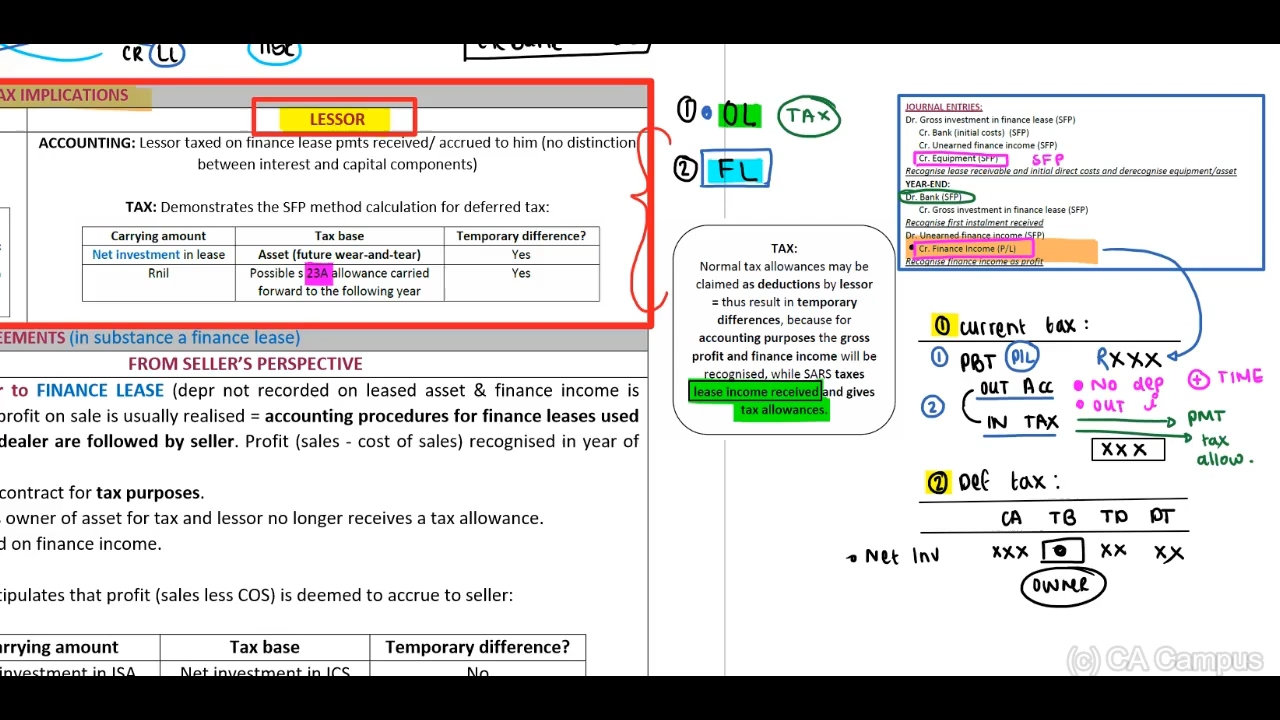 CR LL
CR Bank
AX IMPLICATIONS
LESSOR
ACCOUNTING: Lessor taxed on finance lease pmts received/ accrued to him (no distinction
between interest and capital components)
TAX: Demonstrates the SFP method calculation for deferred tax:
Carrying amount Tax base Temporary difference?
Net investment in lease Asset (future wear-and-tear) Yes
Rnil Possible s 23A allowance carried Yes
forward to the following year
EEMENTS (in substance a finance lease)
FROM SELLER'S PERSPECTIVE
r to FINANCE LEASE (depr not recorded on leased asset & finance income is
profit on sale is usually realised = accounting procedures for finance leases used
dealer are followed by seller. Profit (sales - cost of sales) recognised in year of
contract for tax purposes.
owner of asset for tax and lessor no longer receives a tax allowance.
d on finance income.
tipulates that profit (sales less COS) is deemed to accrue to seller:
arrying amount Tax base Temporary difference?
investment in ISA Net investment in ICS No
① • OL TAX
② FL
TAX:
Normal tax allowances may be
claimed as deductions by lessor
= thus result in temporary
differences, because for
accounting purposes the gross
profit and finance income will be
recognised, while SARS taxes
lease income received and gives
tax allowances.
JOURNAL ENTRIES:
Dr. Gross investment in finance lease (SFP)
Cr. Bank (initial costs) (SFP)
Cr. Unearned finance income (SFP)
Cr. Equipment (SFP) SFP
Recognise lease receivable and initial direct costs and derecognise equipment/asset
YEAR-END:
Dr. Bank (SFP)
Cr. Gross investment in finance lease (SFP)
Recognise first instalment received
Dr. Unearned finance income (SFP)
Cr. Finance Income (P/L)
Recognise finance income as profit
① Current tax:
① PBT P/L RXXX
OUT Acc • NO dep + TIME
② • OUT
IN TAX PMT
XXX tax
allow.
② Def tax:
CA TB TD DT
• Net Inv XXX • XX XX
OWNER
(c) CA Campus